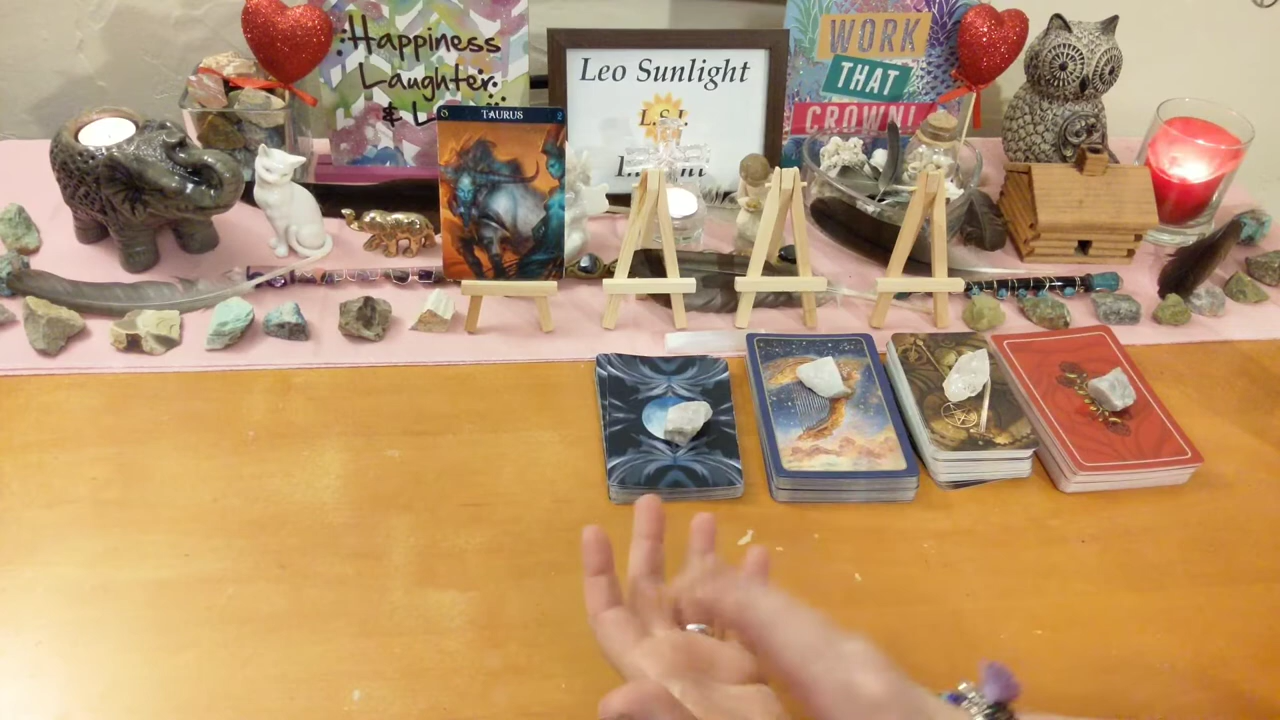 Happiness
Laughter
&
TAURUS
Leo Sunlight
L.S.I.
WORK
THAT
CROWN!